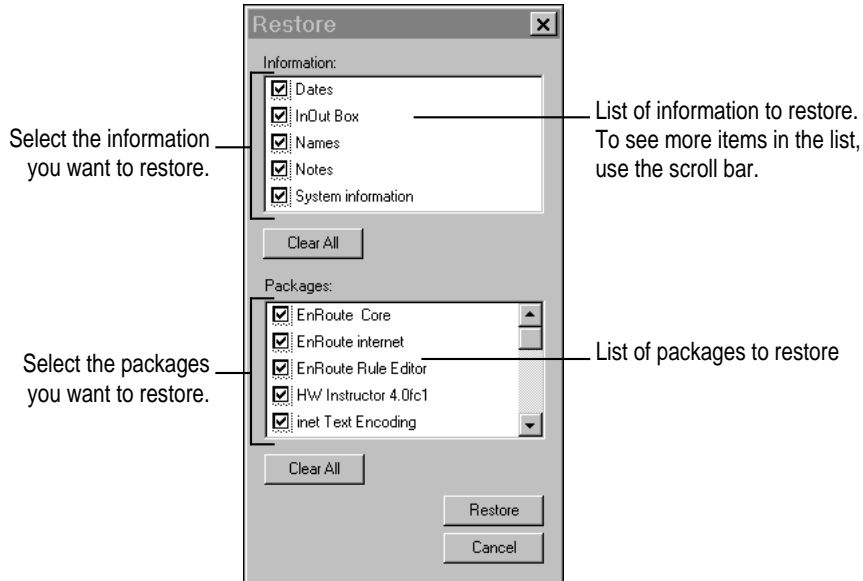 Restore
Information:
Dates
InOut Box
Names
Notes
System information
Select the information
you want to restore.
List of information to restore.
To see more items in the list,
use the scroll bar.
Clear All
Packages:
EnRoute Core
EnRoute internet
EnRoute Rule Editor
HW Instructor 4.0fc1
inet Text Encoding
Select the packages
you want to restore.
List of packages to restore
Clear All
Restore
Cancel